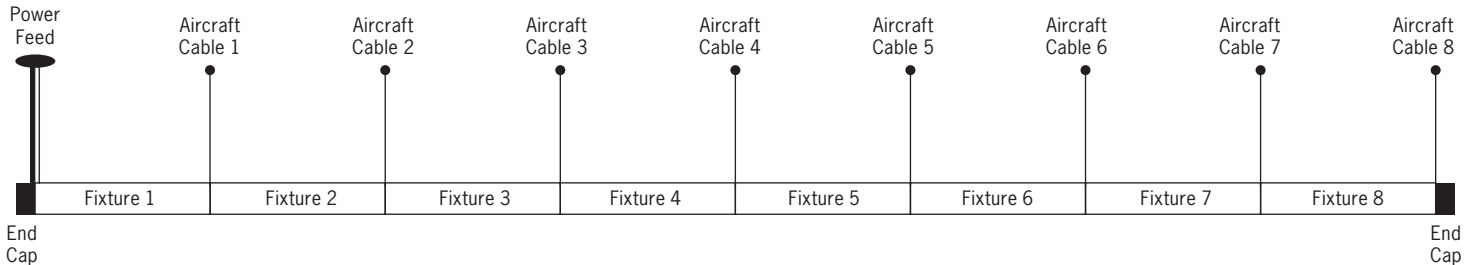 Power
Feed
Aircraft
Cable 1
Aircraft
Cable 2
Aircraft
Cable 3
Aircraft
Cable 4
Aircraft
Cable 5
Aircraft
Cable 6
Aircraft
Cable 7
Aircraft
Cable 8
Fixture 1
Fixture 2
Fixture 3
Fixture 4
Fixture 5
Fixture 6
Fixture 7
Fixture 8
End
Cap
End
Cap